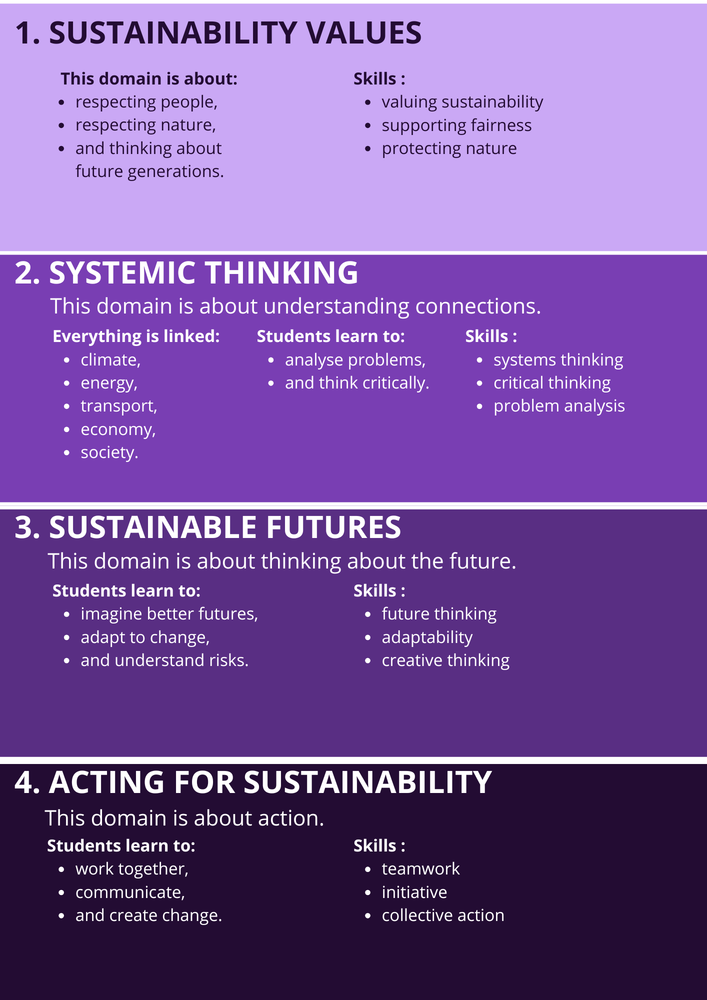 1. SUSTAINABILITY VALUES
This domain is about:
• respecting people,
• respecting nature,
• and thinking about
future generations.
Skills :
• valuing sustainability
• supporting fairness
• protecting nature
2. SYSTEMIC THINKING
This domain is about understanding connections.
Everything is linked:
• climate,
• energy,
• transport,
• economy,
• society.
Students learn to:
• analyse problems,
• and think critically.
Skills :
• systems thinking
• critical thinking
• problem analysis
3. SUSTAINABLE FUTURES
This domain is about thinking about the future.
Students learn to:
• imagine better futures,
• adapt to change,
• and understand risks.
Skills :
• future thinking
• adaptability
• creative thinking
4. ACTING FOR SUSTAINABILITY
This domain is about action.
Students learn to:
• work together,
• communicate,
• and create change.
Skills :
• teamwork
• initiative
• collective action